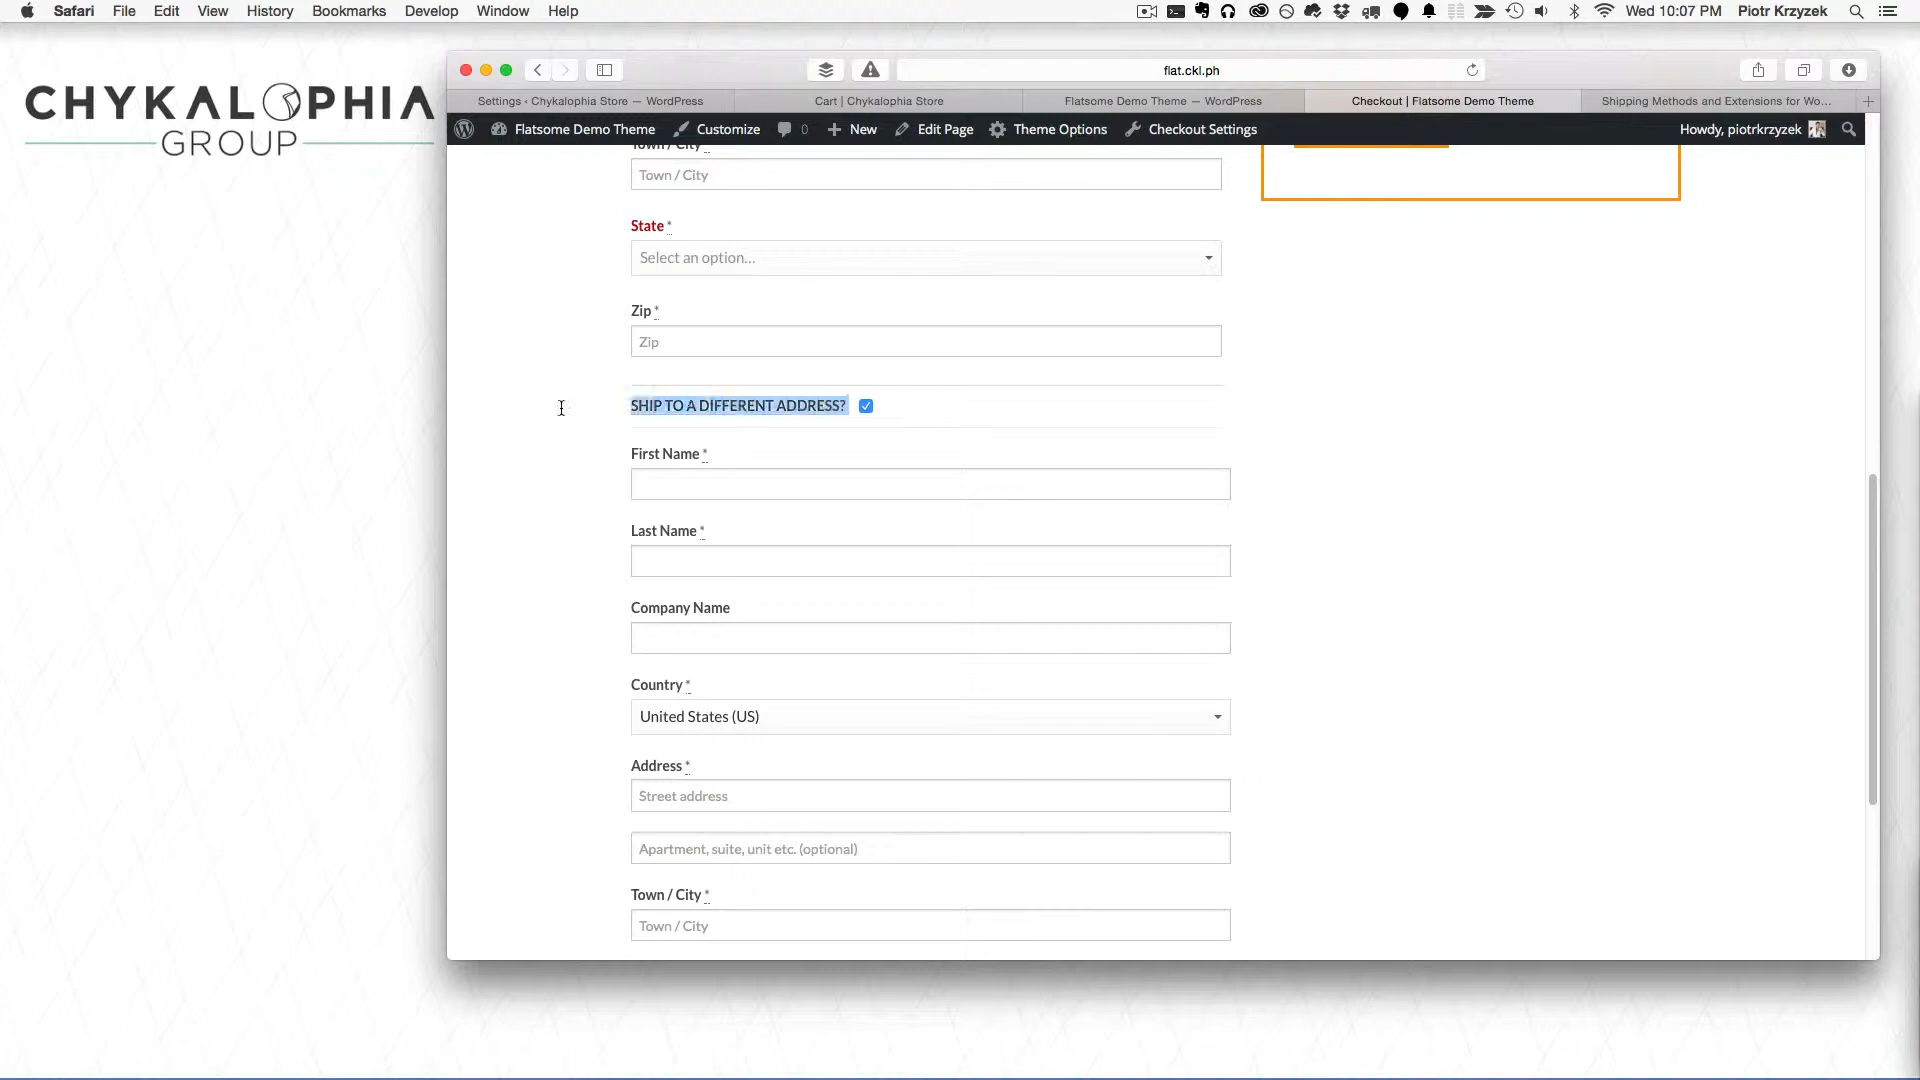 Safari File Edit View History Bookmarks Develop Window Help Wed 10:07 PM Piotr Krzyzek
CHYKALOPHIA
GROUP
flat.ckl.ph
Settings ‹ Chykalophia Store — WordPress
Cart | Chykalophia Store
Flatsome Demo Theme — WordPress
Checkout | Flatsome Demo Theme
Shipping Methods and Extensions for Wo...
Flatsome Demo Theme Customize 0 New Edit Page Theme Options Checkout Settings Howdy, piotrkrzyzek
Town / City *
Town / City
State *
Select an option...
Zip *
Zip
SHIP TO A DIFFERENT ADDRESS?
First Name *
Last Name *
Company Name
Country *
United States (US)
Address *
Street address
Apartment, suite, unit etc. (optional)
Town / City *
Town / City